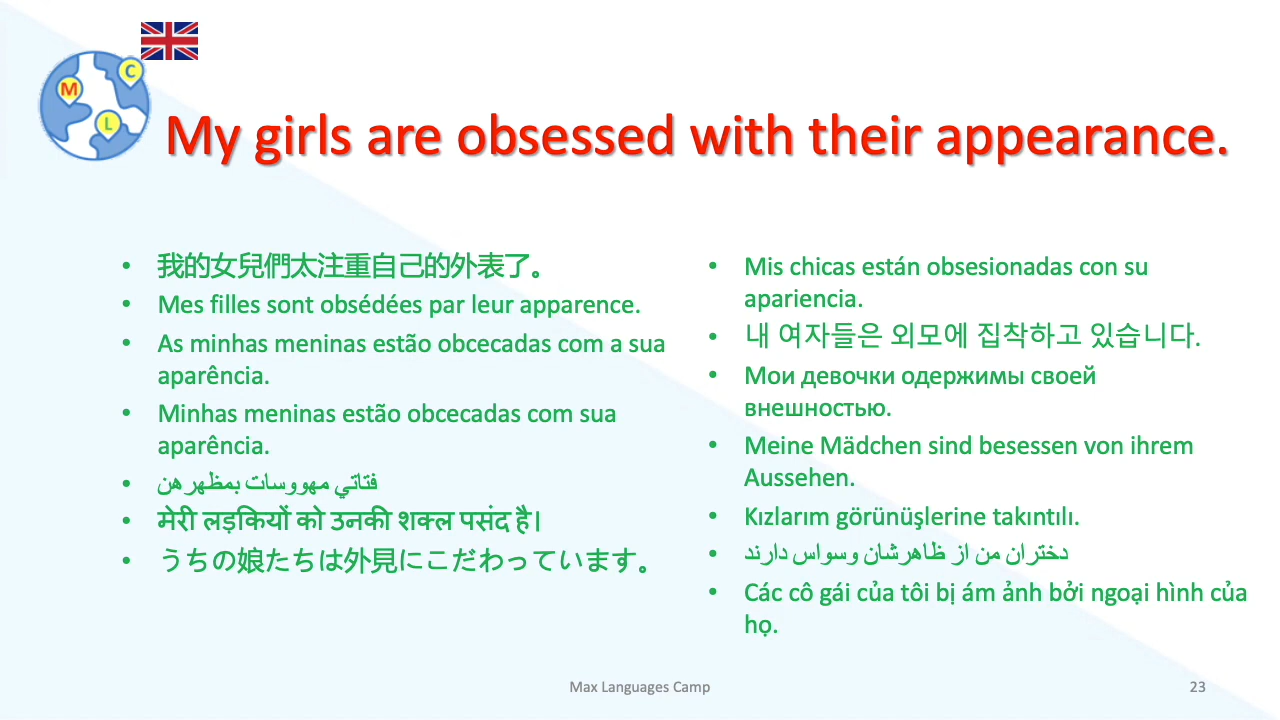 M C L
My girls are obsessed with their appearance.
• 我的女兒們太注重自己的外表了。
• Mes filles sont obsédées par leur apparence.
• As minhas meninas estão obcecadas com a sua
aparência.
• Minhas meninas estão obcecadas com sua
aparência.
• فتاتي مهووسات بمظهرهن
• मेरी लड़कियों को उनकी शक्ल पसंद है।
• うちの娘たちは外見にこだわっています。
• Mis chicas están obsesionadas con su
apariencia.
• 내 여자들은 외모에 집착하고 있습니다.
• Мои девочки одержимы своей
внешностью.
• Meine Mädchen sind besessen von ihrem
Aussehen.
• Kızlarım görünüşlerine takıntılı.
• دختران من از ظاهرشان وسواس دارند
• Các cô gái của tôi bị ám ảnh bởi ngoại hình của
họ.
Max Languages Camp
23